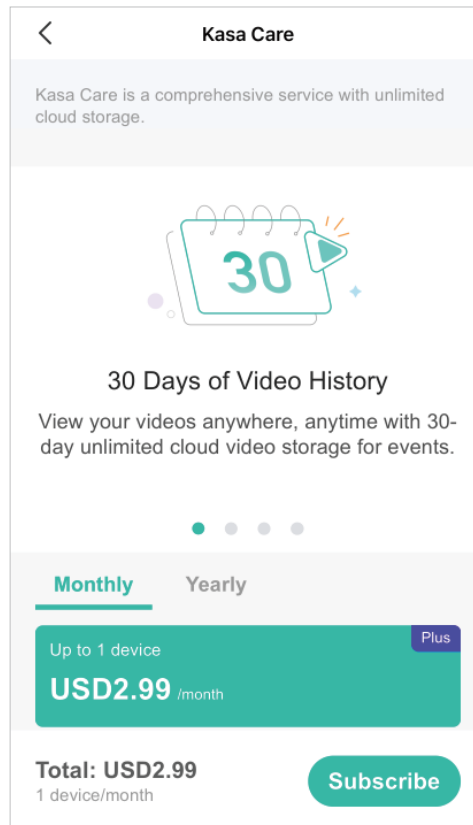 Kasa Care
Kasa Care is a comprehensive service with unlimited
cloud storage.
30
30 Days of Video History
View your videos anywhere, anytime with 30-
day unlimited cloud video storage for events.
Monthly Yearly
Plus
Up to 1 device
USD2.99 /month
Total: USD2.99
1 device/month
Subscribe